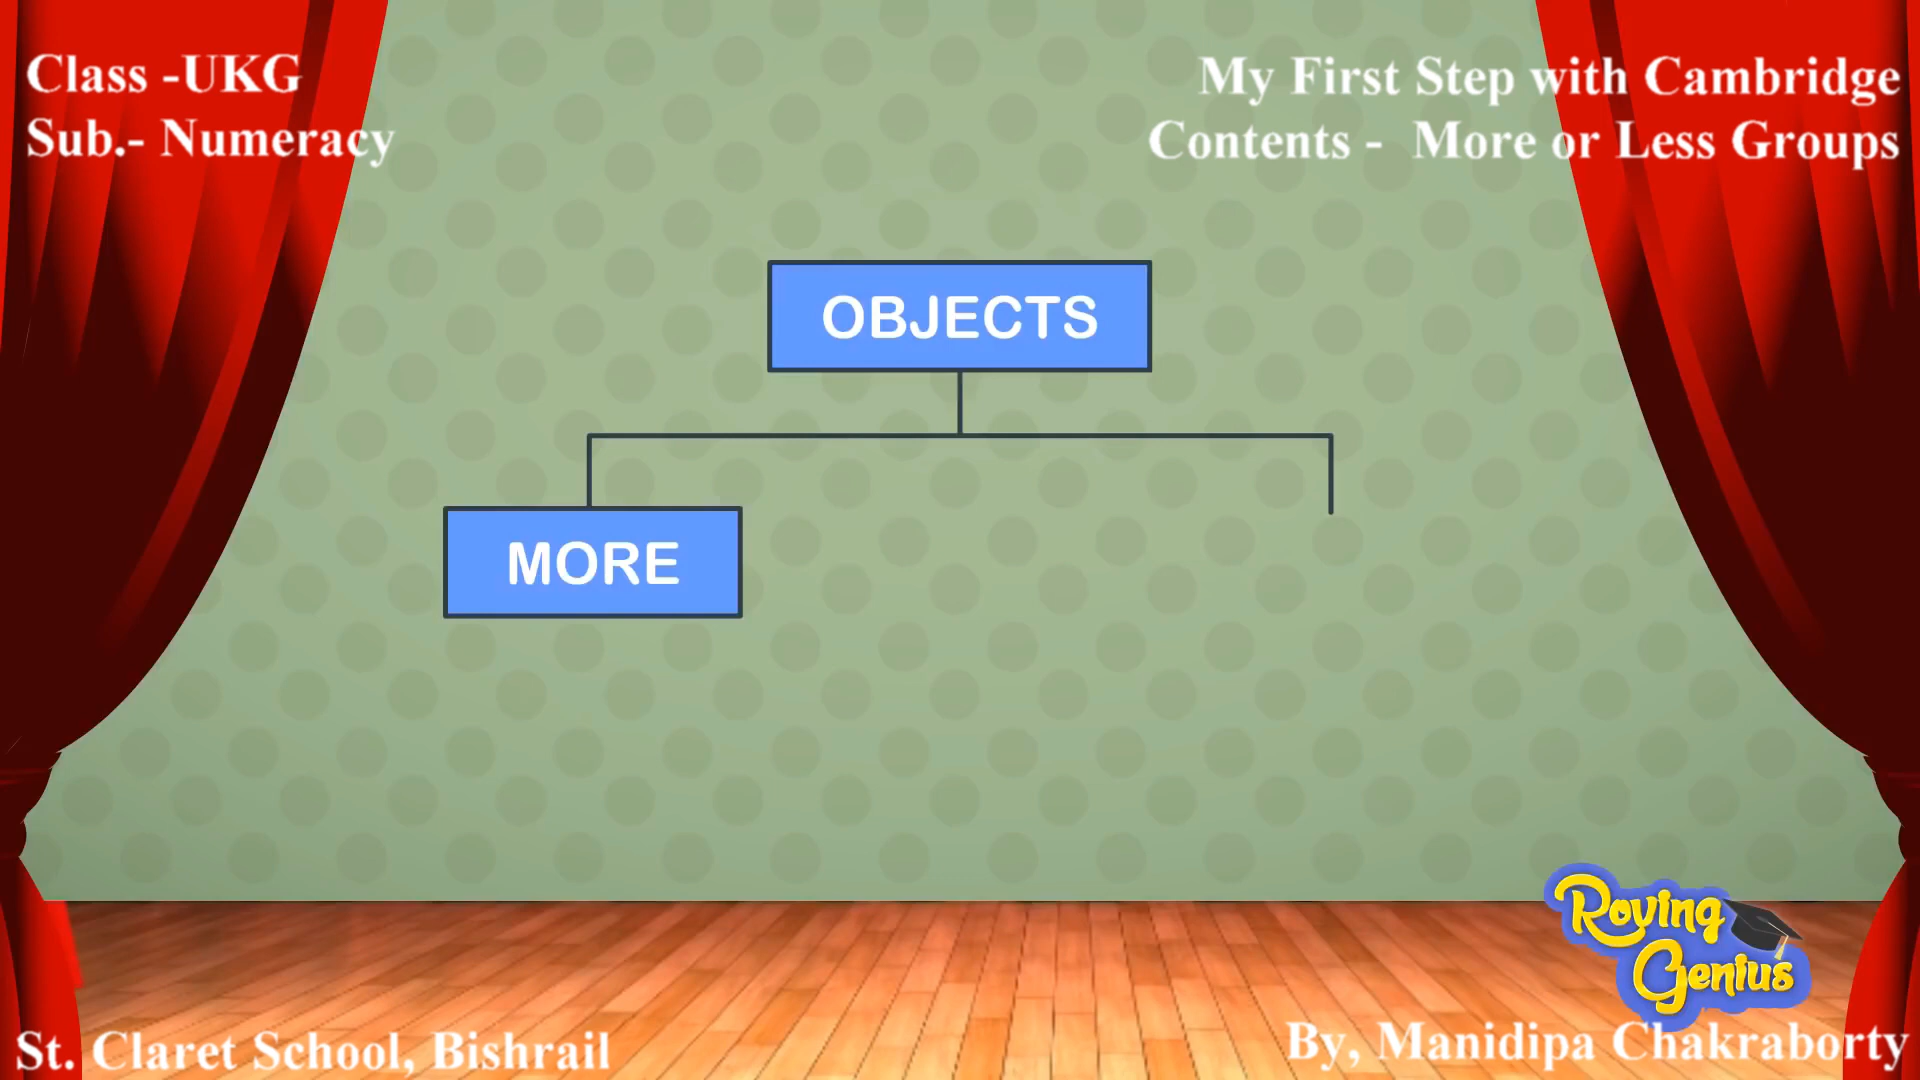 Class -UKG
Sub.- Numeracy
My First Step with Cambridge
Contents - More or Less Groups
OBJECTS
MORE
Roving
Genius
St. Claret School, Bishrail
By, Manidipa Chakraborty